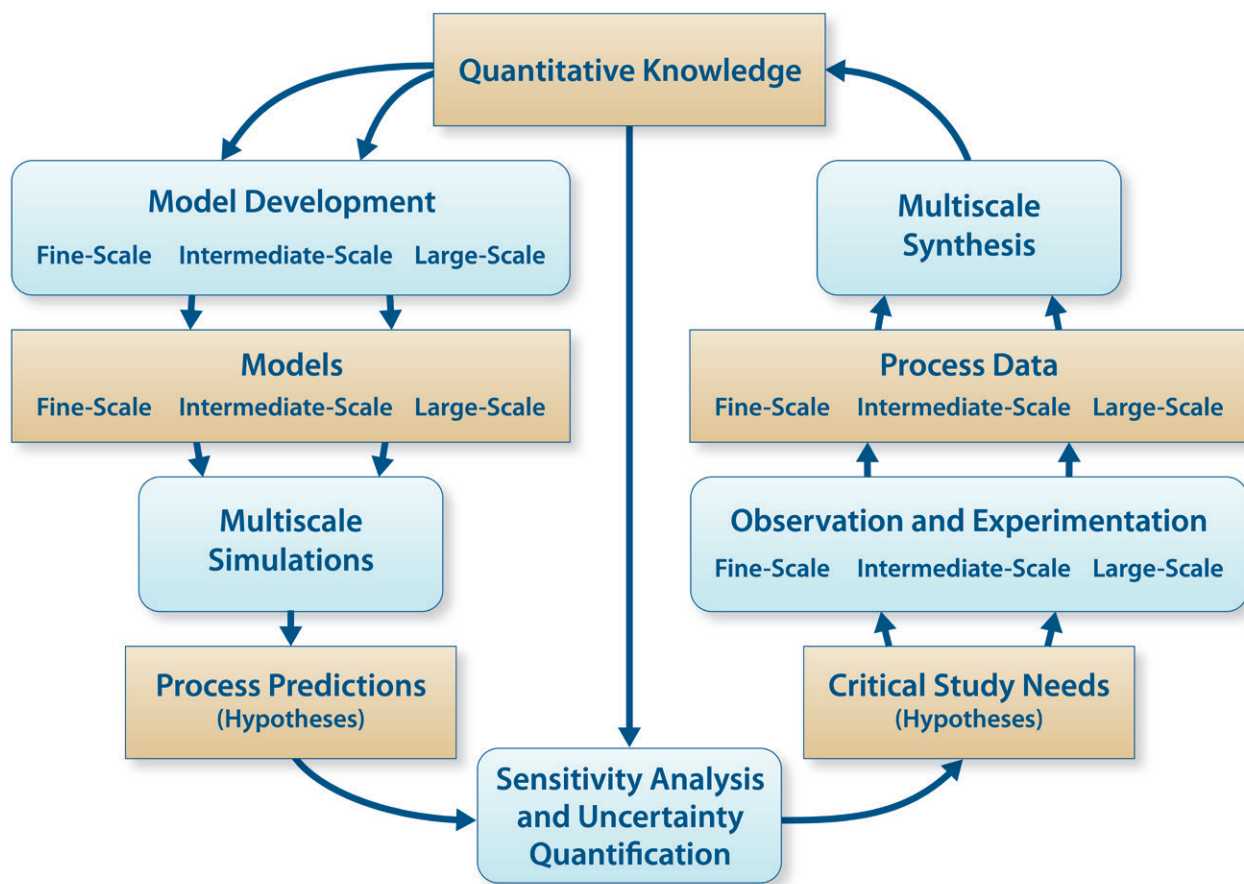 Quantitative Knowledge
Model Development
Fine-Scale Intermediate-Scale Large-Scale
Models
Fine-Scale Intermediate-Scale Large-Scale
Multiscale
Simulations
Process Predictions
(Hypotheses)
Sensitivity Analysis
and Uncertainty
Quantification
Critical Study Needs
(Hypotheses)
Observation and Experimentation
Fine-Scale Intermediate-Scale Large-Scale
Process Data
Fine-Scale Intermediate-Scale Large-Scale
Multiscale
Synthesis